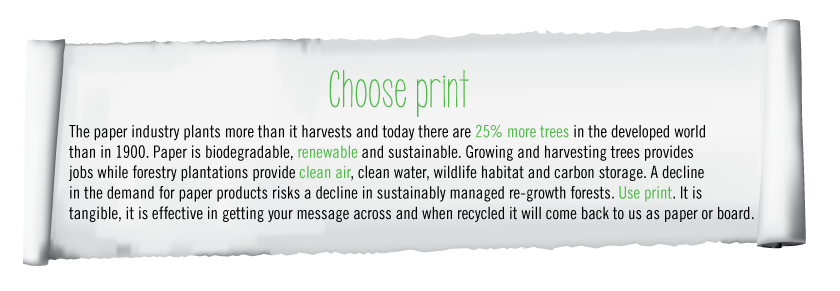 Choose print
The paper industry plants more than it harvests and today there are 25% more trees in the developed world
than in 1900. Paper is biodegradable, renewable and sustainable. Growing and harvesting trees provides
jobs while forestry plantations provide clean air, clean water, wildlife habitat and carbon storage. A decline
in the demand for paper products risks a decline in sustainably managed re-growth forests. Use print. It is
tangible, it is effective in getting your message across and when recycled it will come back to us as paper or board.